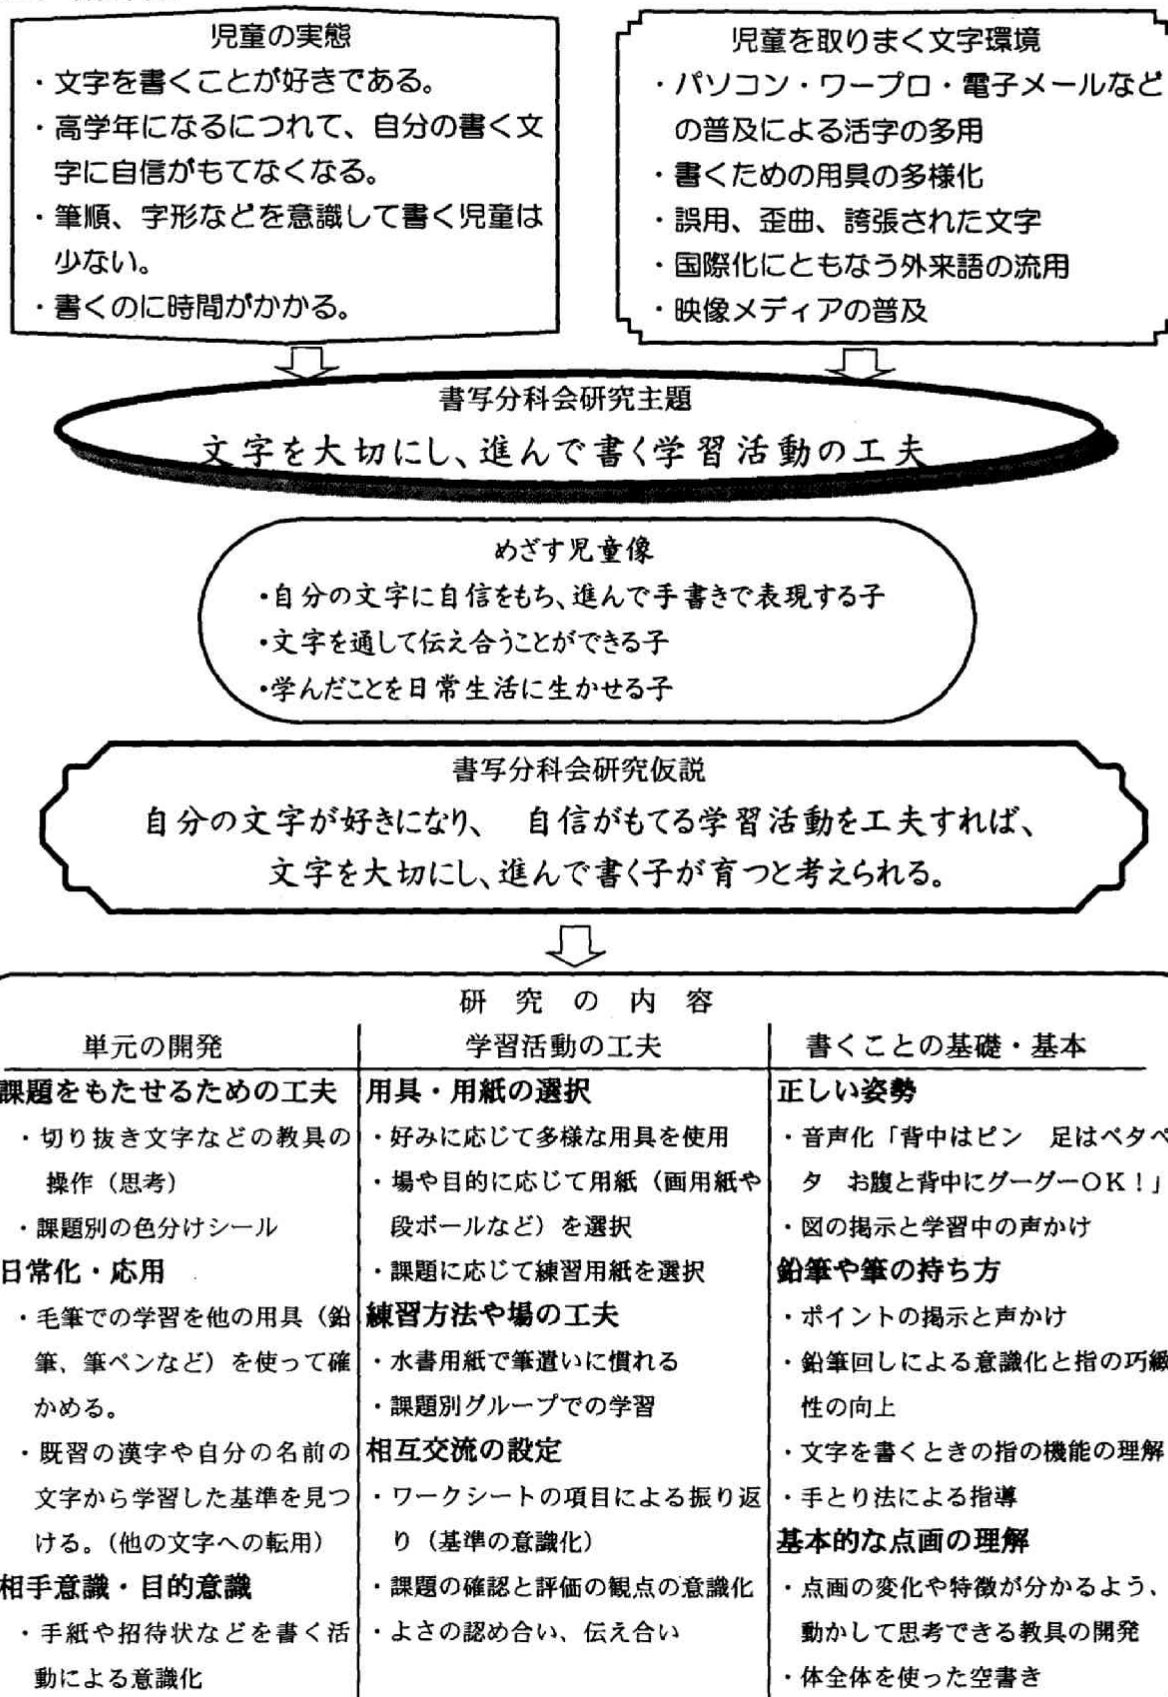 児童の実態
・文字を書くことが好きである。
・高学年になるにつれて、自分の書く文
字に自信がもてなくなる。
・筆順、字形などを意識して書く児童は
少ない。
・書くのに時間がかかる。
児童を取りまく文字環境
・パソコン・ワープロ・電子メールなど
の普及による活字の多用
・書くための用具の多様化
・誤用、歪曲、誇張された文字
・国際化にともなう外来語の流用
・映像メディアの普及
書写分科会研究主題
文字を大切にし、進んで書く学習活動の工夫
めざす児童像
・自分の文字に自信をもち、進んで手書きで表現する子
・文字を通して伝え合うことができる子
・学んだことを日常生活に生かせる子
書写分科会研究仮説
自分の文字が好きになり、 自信がもてる学習活動を工夫すれば、
文字を大切にし、進んで書く子が育つと考えられる。
研 究 の 内 容
単元の開発
課題をもたせるための工夫
・切り抜き文字などの教具の
操作（思考）
・課題別の色分けシール
日常化・応用
・毛筆での学習を他の用具（鉛
筆、筆ペンなど）を使って確
かめる。
・既習の漢字や自分の名前の
文字から学習した基準を見つ
ける。（他の文字への転用）
相手意識・目的意識
・手紙や招待状などを書く活
動による意識化
学習活動の工夫
用具・用紙の選択
・好みに応じて多様な用具を使用
・場や目的に応じて用紙（画用紙や
段ボールなど）を選択
・課題に応じて練習用紙を選択
練習方法や場の工夫
・水書用紙で筆遣いに慣れる
・課題別グループでの学習
相互交流の設定
・ワークシートの項目による振り返
り（基準の意識化）
・課題の確認と評価の観点の意識化
・よさの認め合い、伝え合い
書くことの基礎・基本
正しい姿勢
・音声化「背中はピン 足はペタペ
タ お腹と背中にグーグーOK！」
・図の掲示と学習中の声かけ
鉛筆や筆の持ち方
・ポイントの掲示と声かけ
・鉛筆回しによる意識化と指の巧緻
性の向上
・文字を書くときの指の機能の理解
・手とり法による指導
基本的な点画の理解
・点画の変化や特徴が分かるよう、
動かして思考できる教具の開発
・体全体を使った空書き